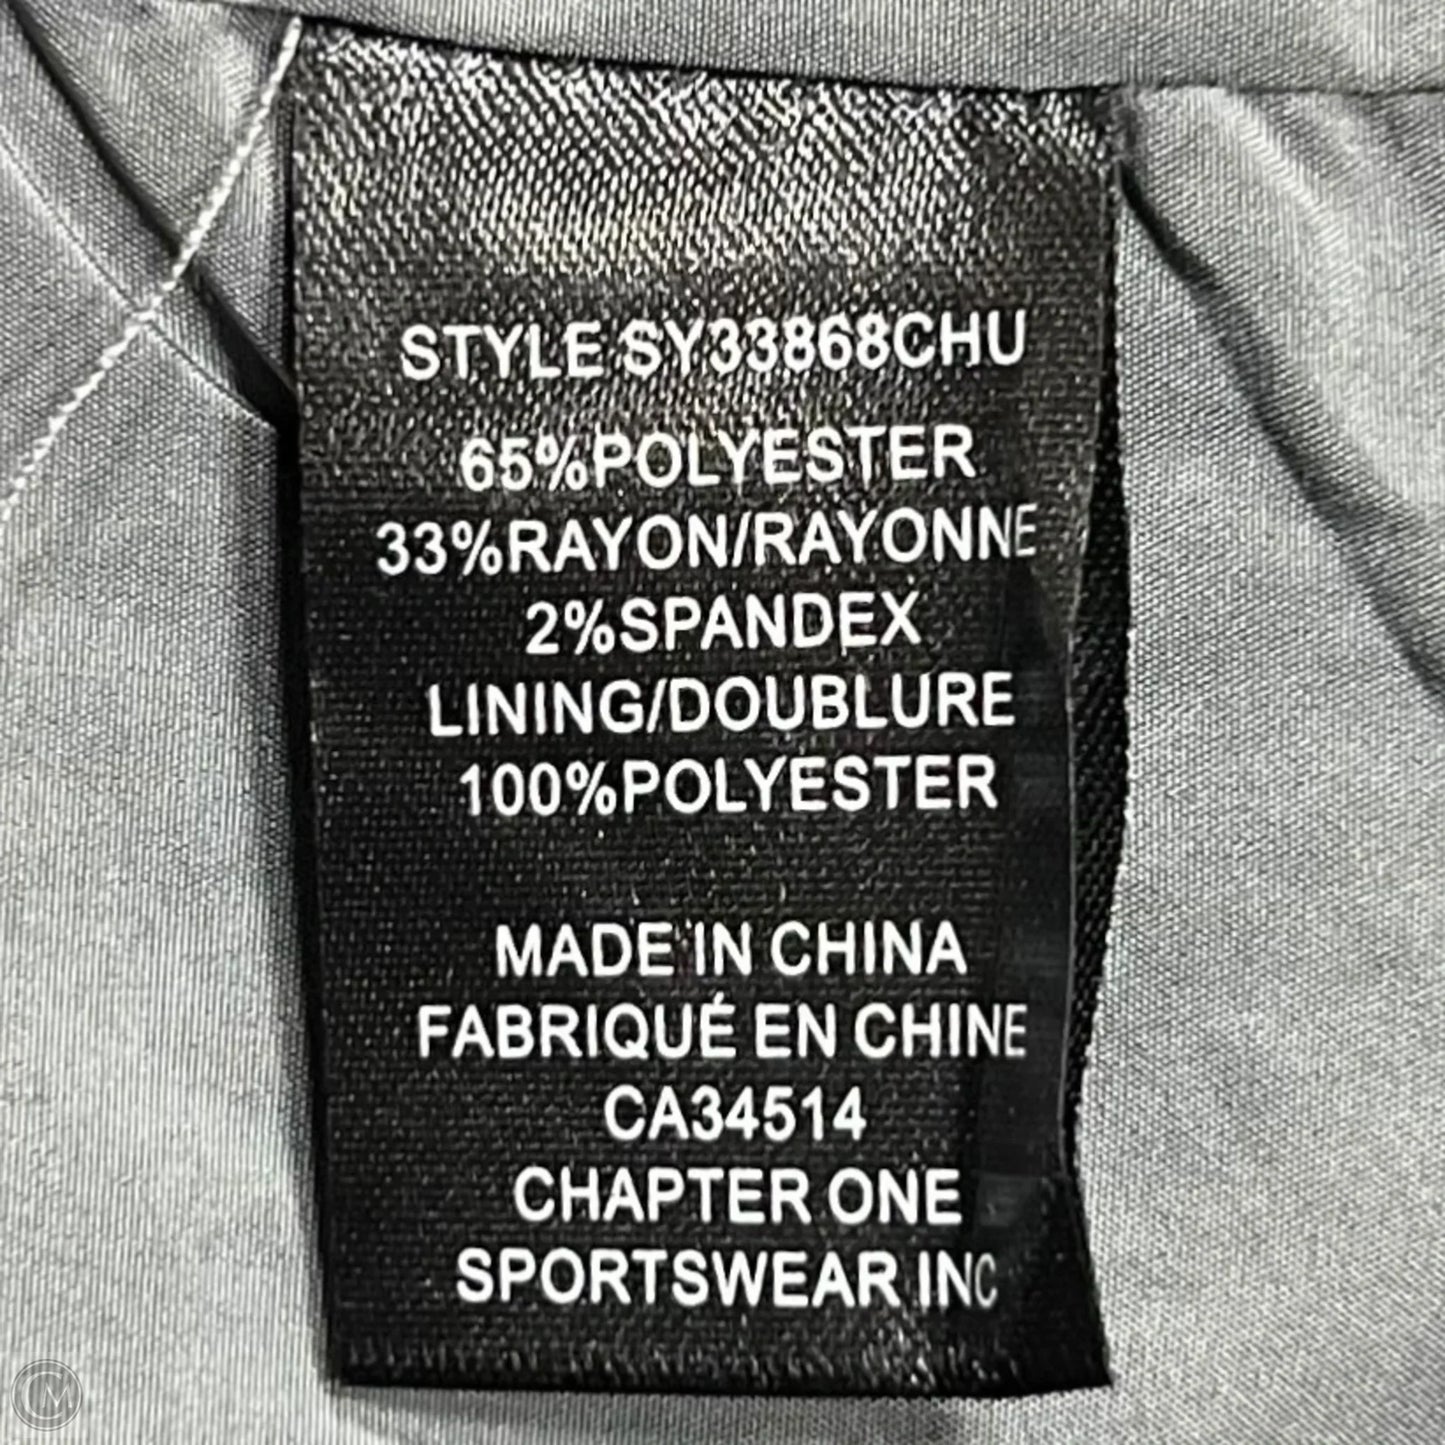 STYLE SY33868CHU
65%POLYESTER
33%RAYON/RAYONNE
2%SPANDEX
LINING/DOUBLURE
100%POLYESTER
MADE IN CHINA
FABRIQUÉ EN CHINE
CA34514
CHAPTER ONE
SPORTSWEAR INC
CM